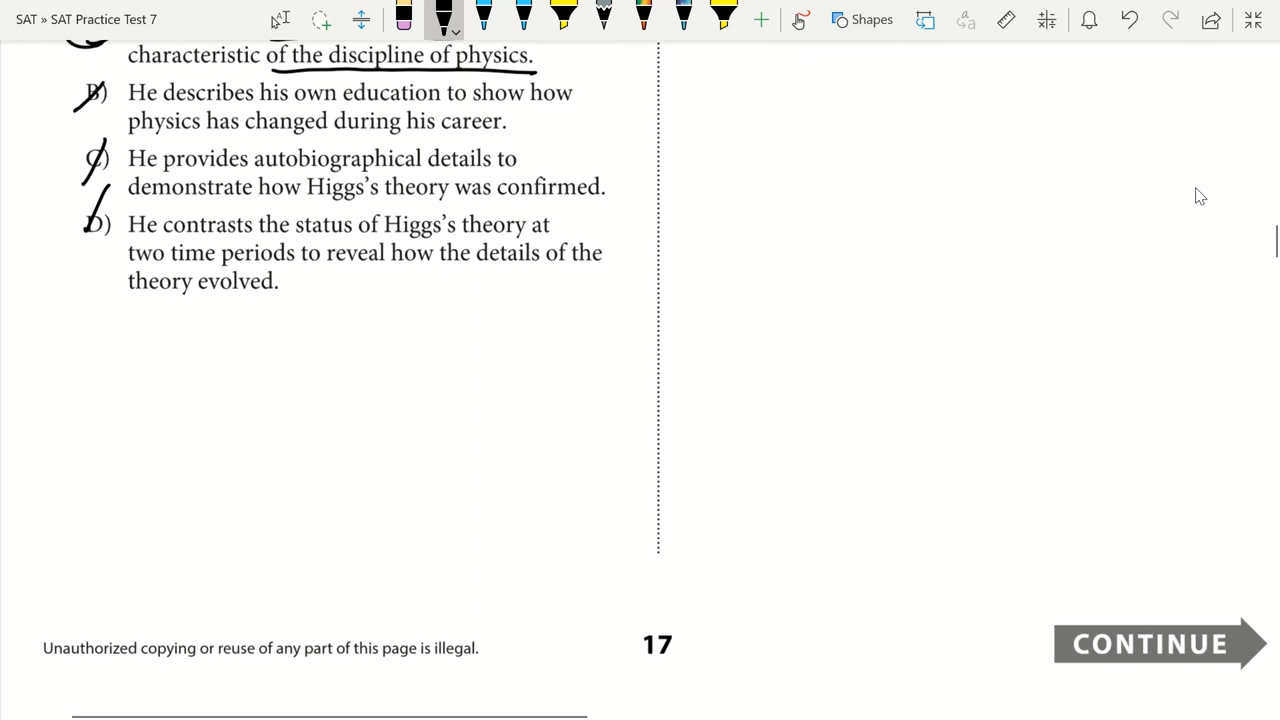 SAT » SAT Practice Test 7
Shapes
characteristic of the discipline of physics.
B) He describes his own education to show how
physics has changed during his career.
C) He provides autobiographical details to
demonstrate how Higgs's theory was confirmed.
D) He contrasts the status of Higgs's theory at
two time periods to reveal how the details of the
theory evolved.
Unauthorized copying or reuse of any part of this page is illegal.
17
CONTINUE